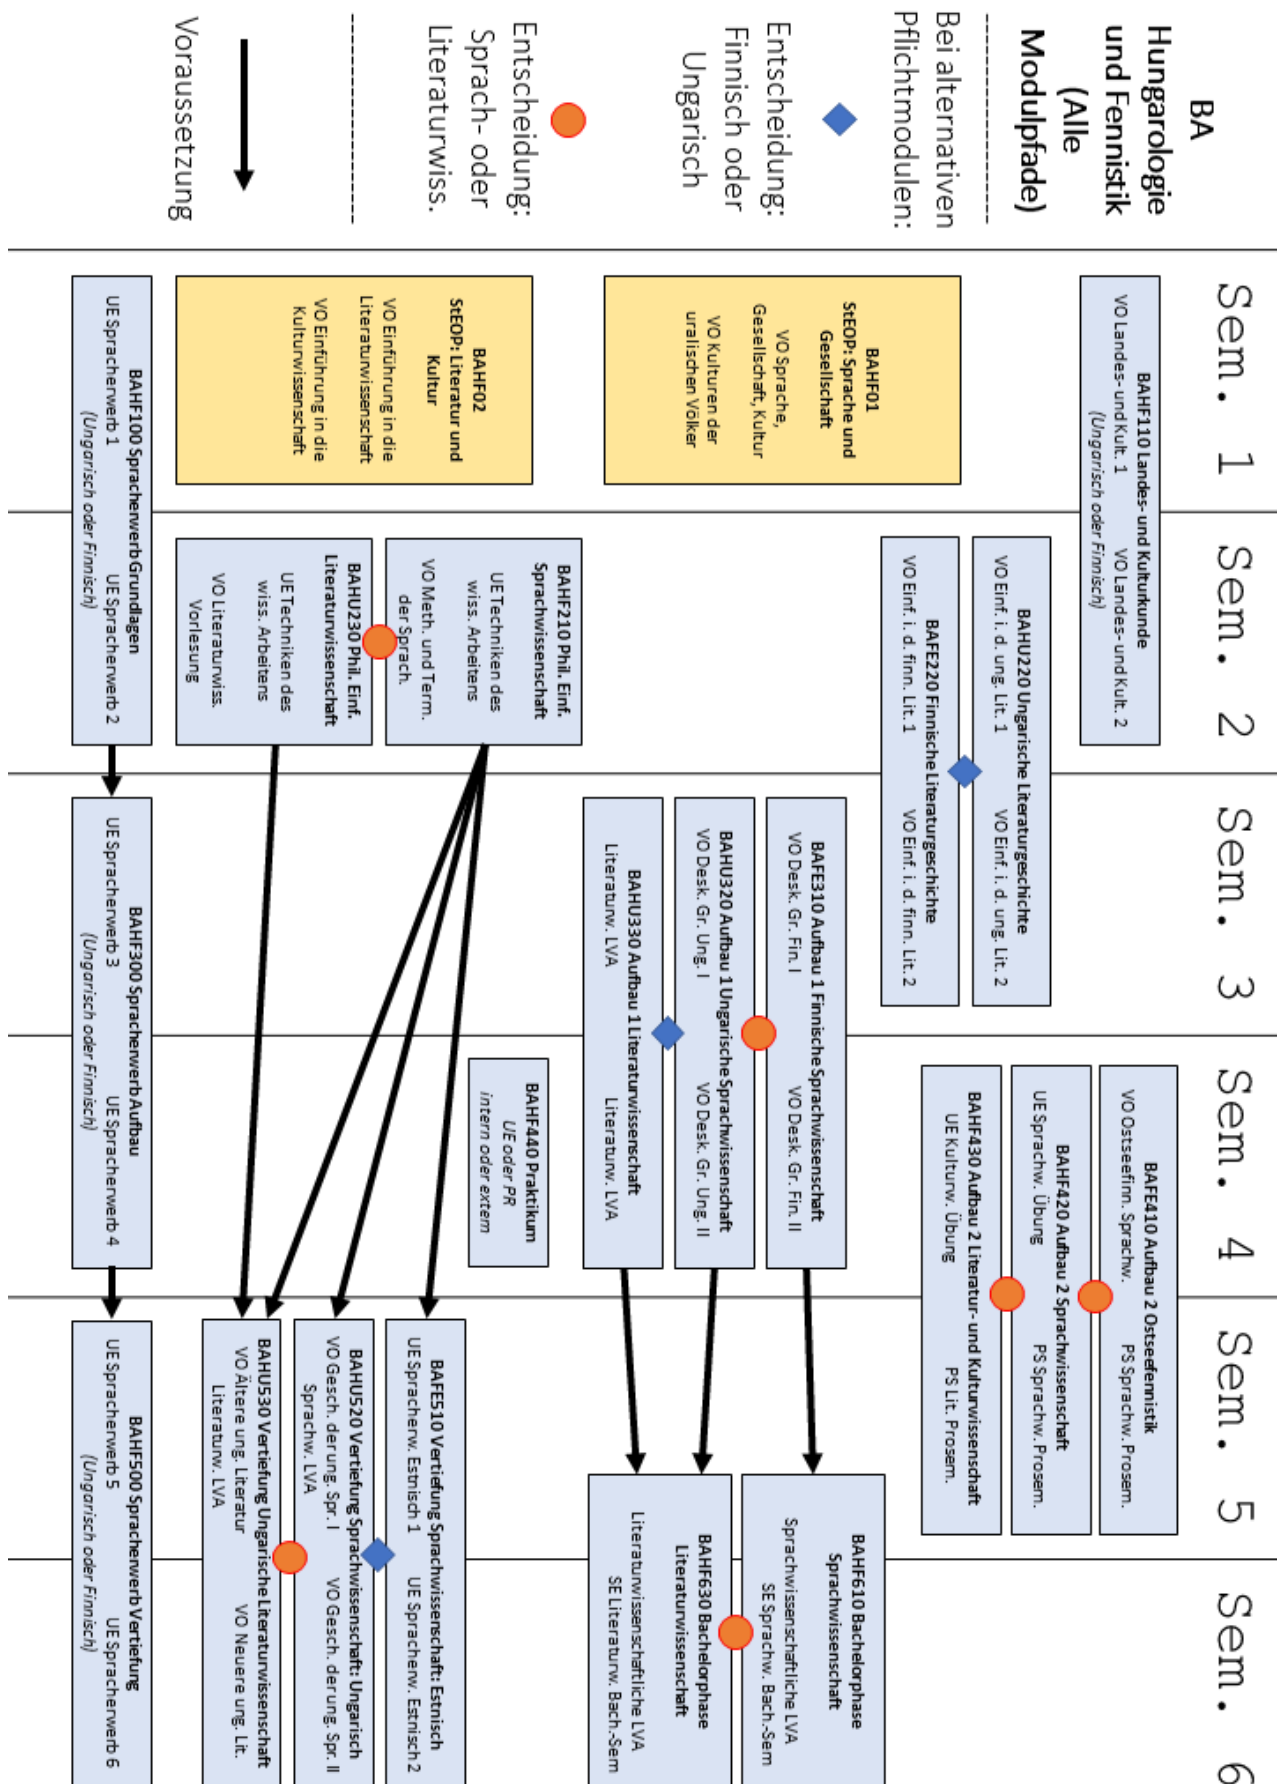 BA
Hungarologie
und Fennistik
(Alle
Modulpfade)
Bei alternativen
Pflichtmodulen:
Entscheidung:
Finnisch oder
Ungarisch
Entscheidung:
Sprach- oder
Literaturwiss.
Voraussetzung
Sem. 1
Sem. 2
Sem. 3
Sem. 4
Sem. 5
Sem. 6
BAHF110 Landes- und Kulturkunde
VO Landes- und Kult. 1
VO Landes- und Kult. 2
(Ungarisch oder Finnisch)
BAHF01
StEOP: Sprache und
Gesellschaft
VO Sprache,
Gesellschaft, Kultur
VO Kulturen der
uralischen Völker
BAHF02
StEOP: Literatur und
Kultur
VO Einführung in die
Literaturwissenschaft
VO Einführung in die
Kulturwissenschaft
BAHF100 Spracherwerb Grundlagen
UE Spracherwerb 1
UE Spracherwerb 2
(Ungarisch oder Finnisch)
BAHU220 Ungarische Literaturgeschichte
VO Einf. i. d. ung. Lit. 1
VO Einf. i. d. ung. Lit. 2
BAFE220 Finnische Literaturgeschichte
VO Einf. i. d. finn. Lit. 1
VO Einf. i. d. finn. Lit. 2
BAHF210 Phil. Einf.
Sprachwissenschaft
UE Techniken des
wiss. Arbeitens
VO Meth. und Term.
der Sprach.
BAHU230 Phil. Einf.
Literaturwissenschaft
UE Techniken des
wiss. Arbeitens
VO Literaturwiss.
Vorlesung
BAFE310 Aufbau 1 Finnische Sprachwissenschaft
VO Desk. Gr. Fin. I
VO Desk. Gr. Fin. II
BAHU320 Aufbau 1 Ungarische Sprachwissenschaft
VO Desk. Gr. Ung. I
VO Desk. Gr. Ung. II
BAHU330 Aufbau 1 Literaturwissenschaft
Literaturw. LVA
Literaturw. LVA
BAHF300 Spracherwerb Aufbau
UE Spracherwerb 3
UE Spracherwerb 4
(Ungarisch oder Finnisch)
BAFE410 Aufbau 2 Ostseefennistik
VO Ostseefinn. Sprachw.
PS Sprachw. Prosem.
BAHF420 Aufbau 2 Sprachwissenschaft
UE Sprachw. Übung
PS Sprachw. Prosem.
BAHF430 Aufbau 2 Literatur- und Kulturwissenschaft
UE Kulturw. Übung
PS Lit. Prosem.
BAHF440 Praktikum
UE oder PR
intern oder extern
BAFE510 Vertiefung Sprachwissenschaft: Estnisch
UE Spracherw. Estnisch 1
UE Spracherw. Estnisch 2
BAHU520 Vertiefung Sprachwissenschaft: Ungarisch
VO Gesch. der ung. Spr. I
VO Gesch. der ung. Spr. II
Sprachw. LVA
BAHU530 Vertiefung Ungarische Literaturwissenschaft
VO Ältere ung. Literatur
VO Neuere ung. Lit.
Literaturw. LVA
BAHF500 Spracherwerb Vertiefung
UE Spracherwerb 5
UE Spracherwerb 6
(Ungarisch oder Finnisch)
BAHF610 Bachelorphase
Sprachwissenschaft
Sprachwissenschaftliche LVA
SE Sprachw. Bach.-Sem
BAHF630 Bachelorphase
Literaturwissenschaft
Literaturwissenschaftliche LVA
SE Literaturw. Bach.-Sem